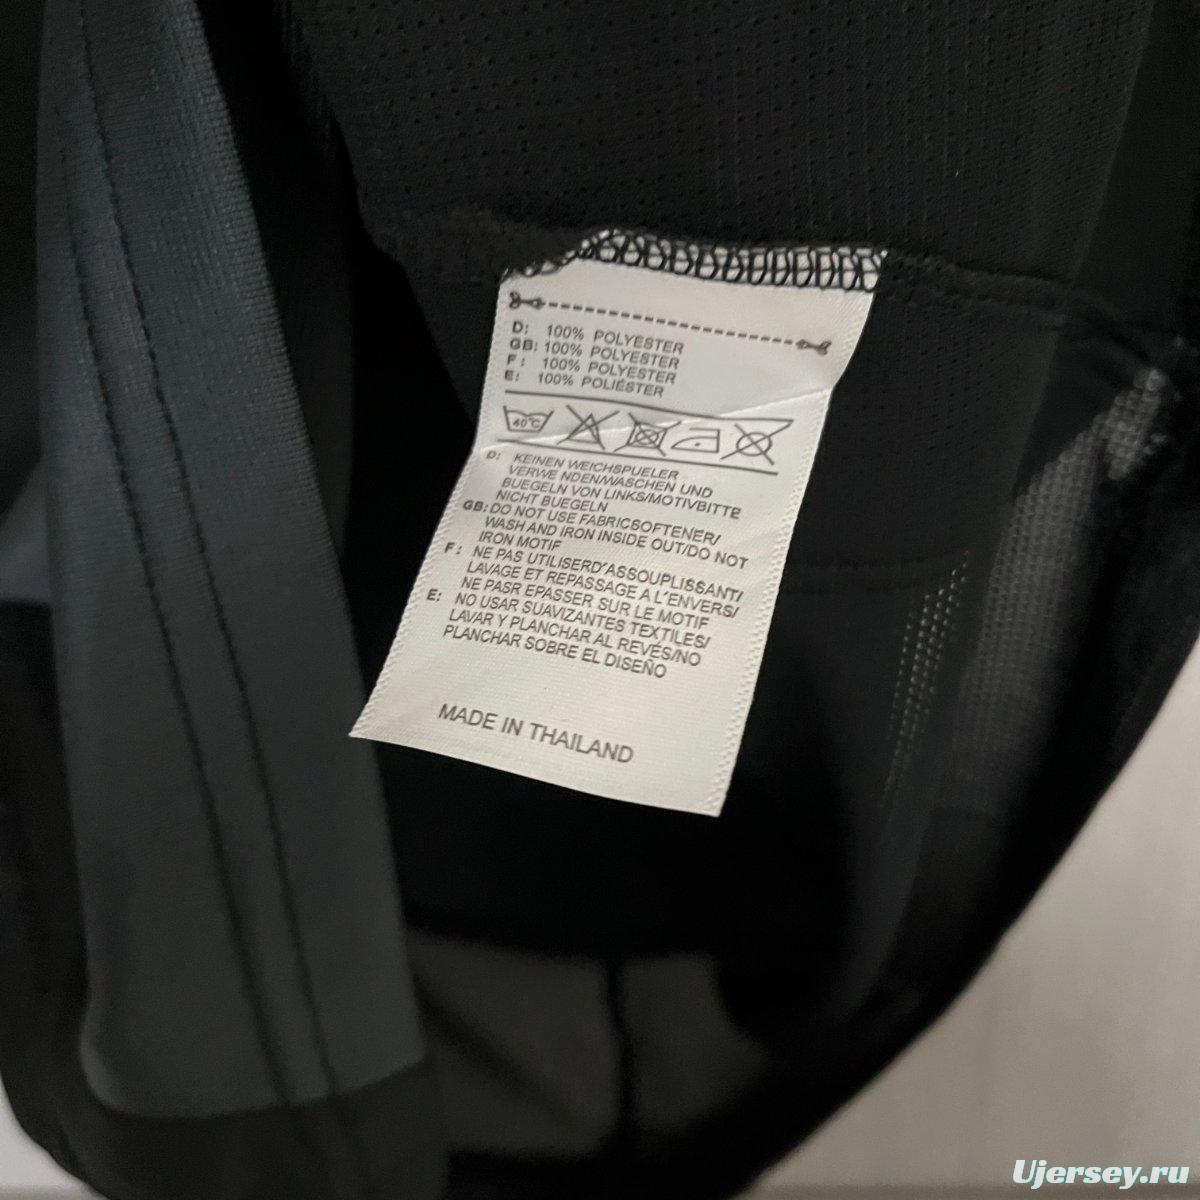 D: 100% POLYESTER
GB: 100% POLYESTER
F: 100% POLYESTER
E: 100% POLIÉSTER
40°C
D: KEINEN WEICHSPUELER
VERWE NDEN/WASCHEN UND
BUEGELN VON LINKS/MOTIVBITTE
NICHT BUEGELN
GB: DO NOT USE FABRICSOFTENER/
WASH AND IRON INSIDE OUT/DO NOT
IRON MOTIF
F: NE PAS UTILISERD'ASSOUPLISSANT/
LAVAGE ET REPASSAGE A L'ENVERS/
NE PASR EPASSER SUR LE MOTIF
E: NO USAR SUAVIZANTES TEXTILES/
LAVAR Y PLANCHAR AL REVÉS/NO
PLANCHAR SOBRE EL DISEÑO
MADE IN THAILAND
Ujersey.ru